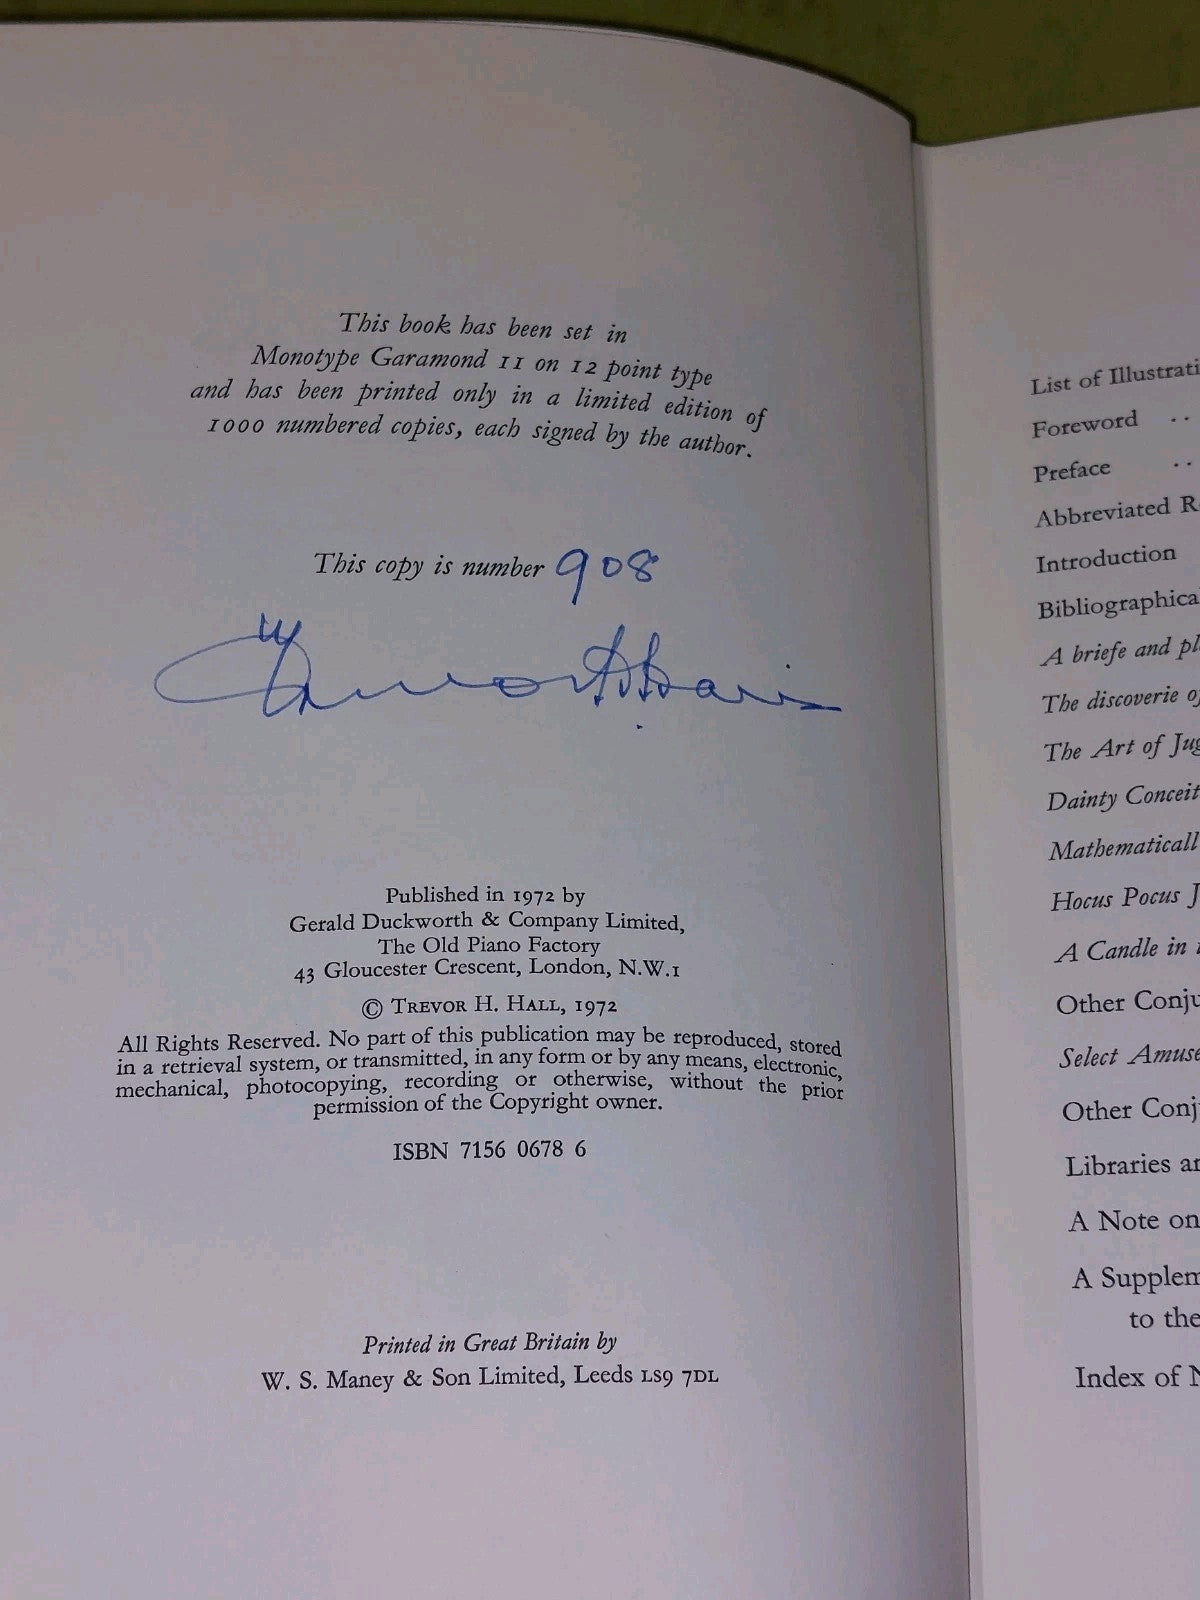 This book has been set in
Monotype Garamond 11 on 12 point type
and has been printed only in a limited edition of
1000 numbered copies, each signed by the author.
This copy is number 908
Published in 1972 by
Gerald Duckworth & Company Limited,
The Old Piano Factory
43 Gloucester Crescent, London, N.W.1
© TREVOR H. HALL, 1972
All Rights Reserved. No part of this publication may be reproduced, stored
in a retrieval system, or transmitted, in any form or by any means, electronic,
mechanical, photocopying, recording or otherwise, without the prior
permission of the Copyright owner.
ISBN 7156 0678 6
Printed in Great Britain by
W. S. Maney & Son Limited, Leeds LS9 7DL
List of Illustrati
Foreword ..
Preface ..
Abbreviated R
Introduction
Bibliographica
A briefe and pl
The discoverie of
The Art of Jug
Dainty Conceit
Mathematicall
Hocus Pocus J
A Candle in
Other Conju
Select Amuse
Other Conj
Libraries an
A Note on
A Supplem
to the
Index of N